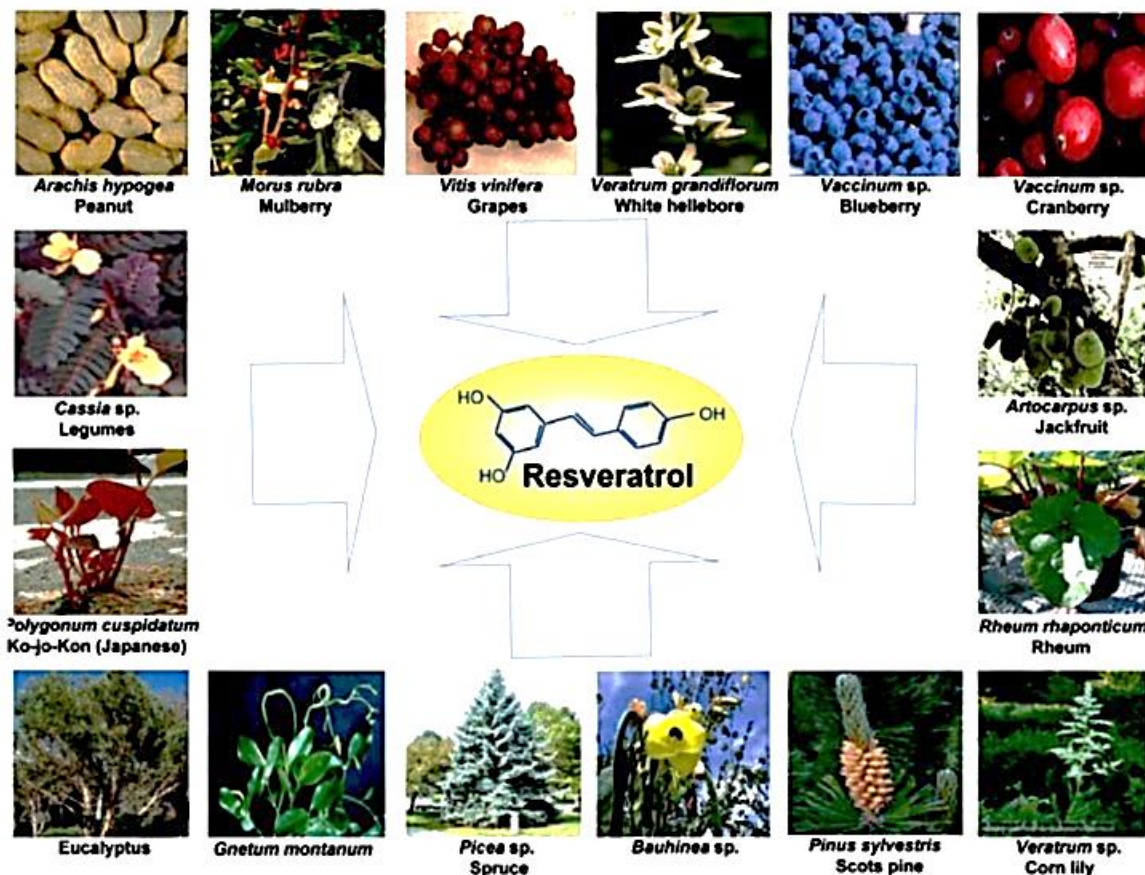 Arachis hypogea
Peanut
Morus rubra
Mulberry
Vitis vinifera
Grapes
Veratrum grandiflorum
White hellebore
Vaccinum sp.
Blueberry
Vaccinum sp.
Cranberry
Cassia sp.
Legumes
Artocarpus sp.
Jackfruit
HO
OH
HO
Resveratrol
Polygonum cuspidatum
Ko-jo-Kon (Japanese)
Rheum rhaponticum
Rheum
Eucalyptus
Gnetum montanum
Picea sp.
Spruce
Bauhinea sp.
Pinus sylvestris
Scots pine
Veratrum sp.
Corn lily